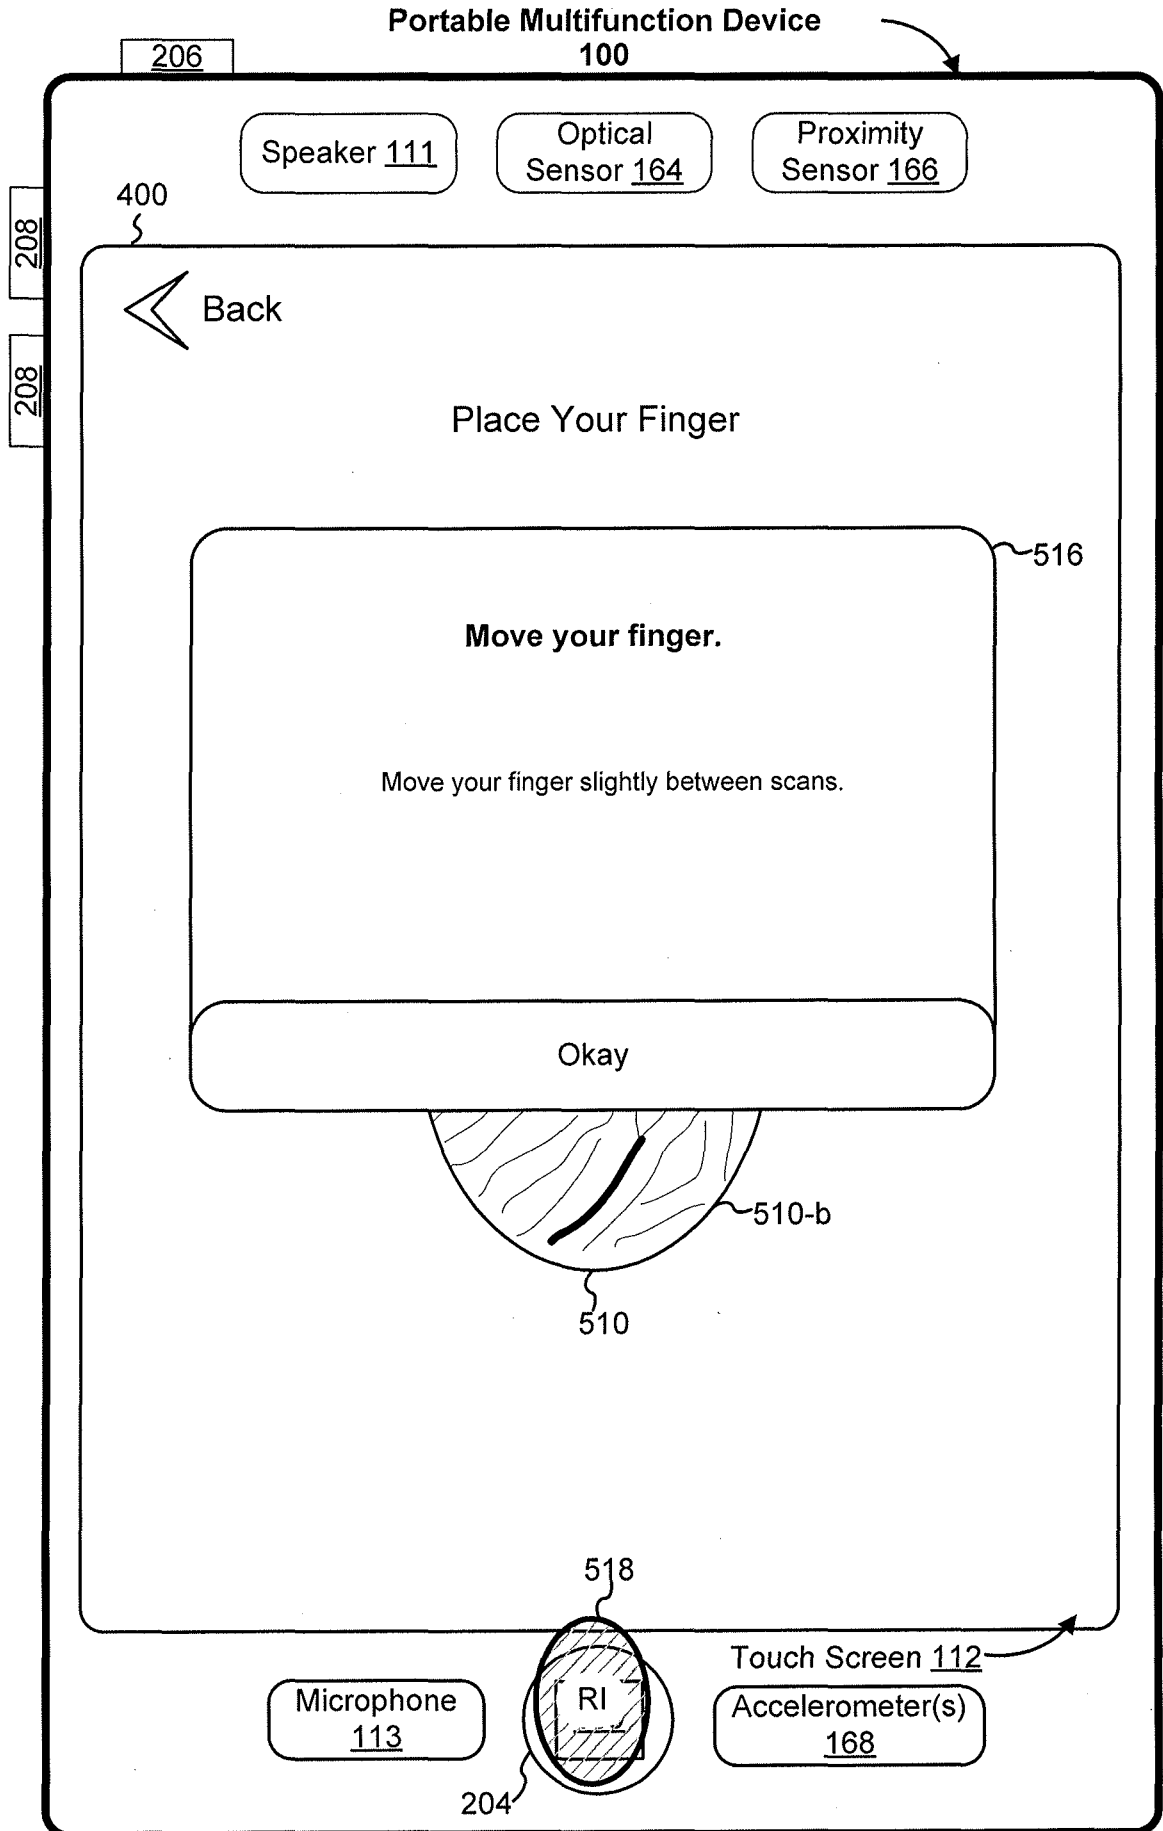 Portable Multifunction Device
100
206
Speaker 111
Optical
Sensor 164
Proximity
Sensor 166
400
208
208
Back
Place Your Finger
516
Move your finger.
Move your finger slightly between scans.
Okay
510-b
510
518
Touch Screen 112
Microphone
113
RI
Accelerometer(s)
168
204